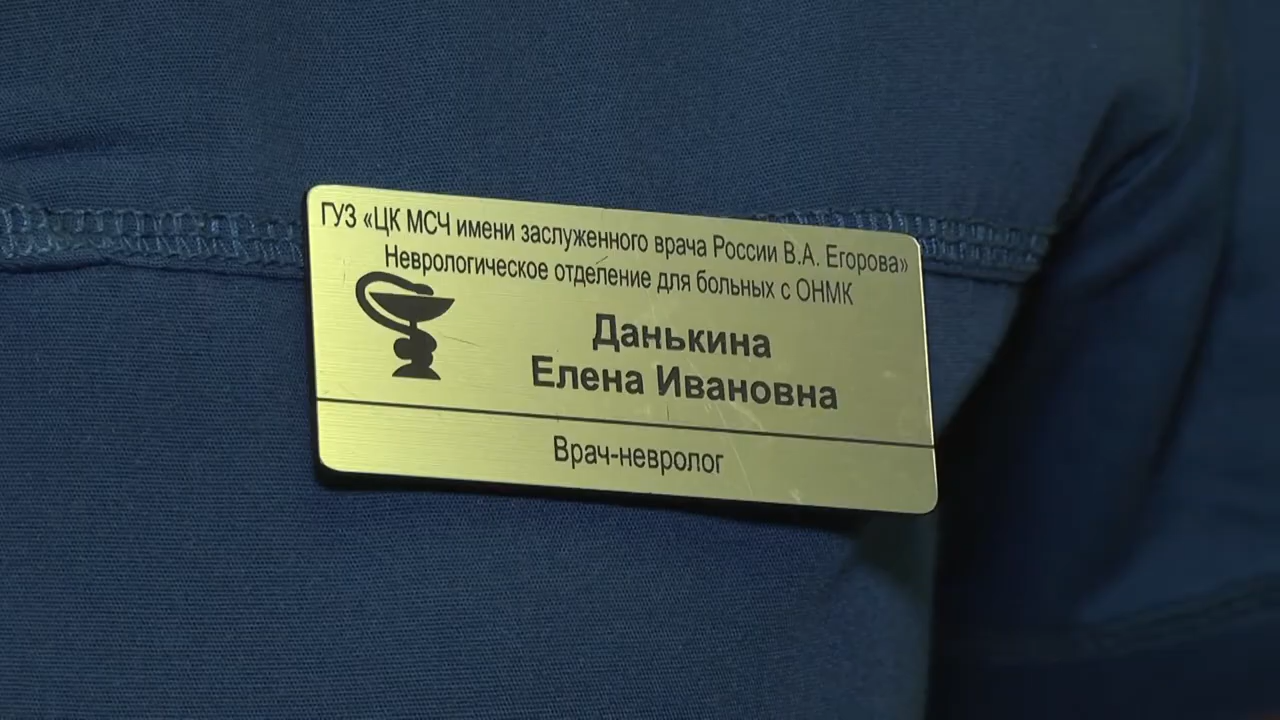 ГУЗ «ЦК МСЧ имени заслуженного врача России В.А. Егорова»
Неврологическое отделение для больных с ОНМК
Данькина
Елена Ивановна
Врач-невролог